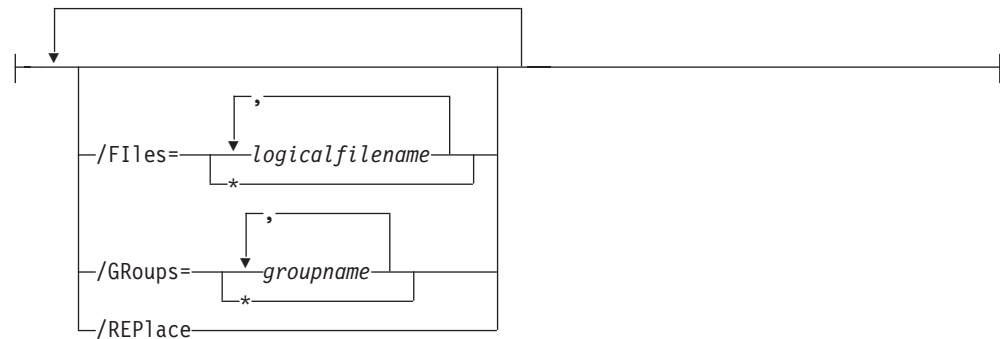 ,
/FIles= logicalfilename
*
,
/GRoups= groupname
*
/REPlace